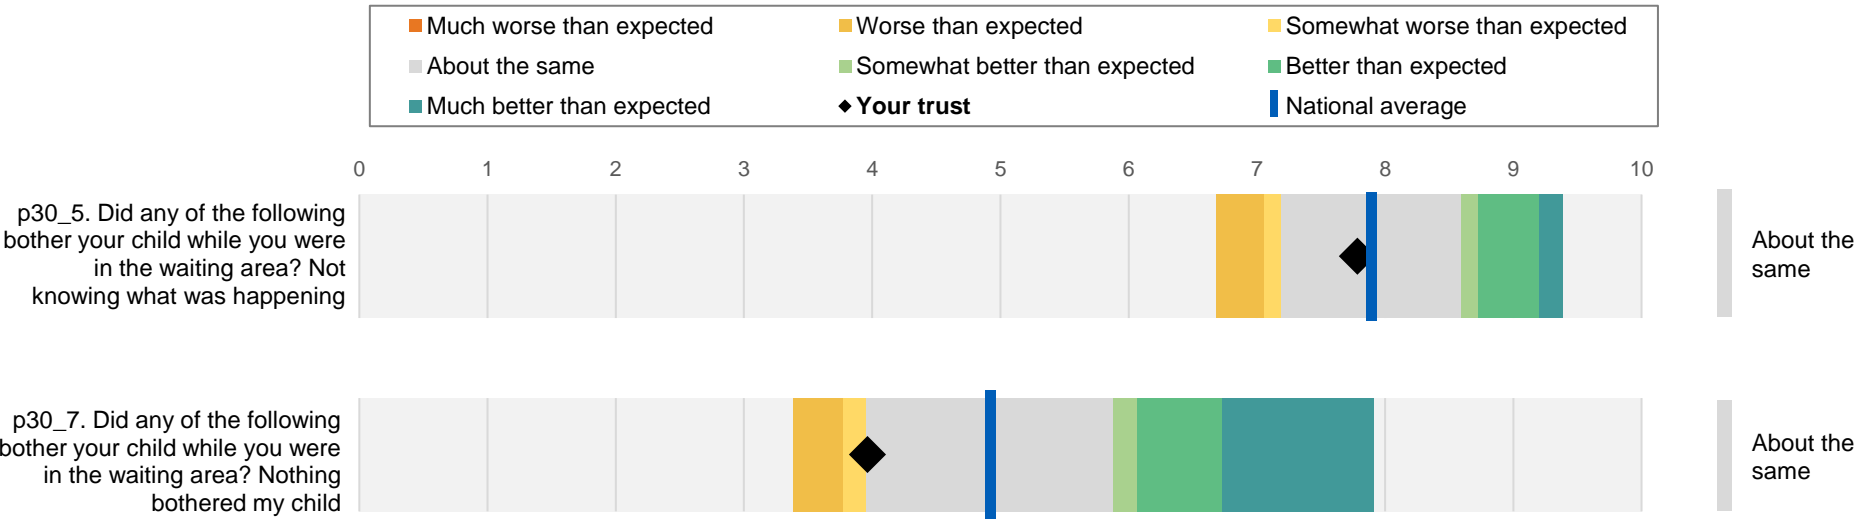 Much worse than expected
Worse than expected
Somewhat worse than expected
About the same
Somewhat better than expected
Better than expected
Much better than expected
Your trust
National average
0 1 2 3 4 5 6 7 8 9 10
p30_5. Did any of the following
bother your child while you were
in the waiting area? Not
knowing what was happening
About the
same
p30_7. Did any of the following
bother your child while you were
in the waiting area? Nothing
bothered my child
About the
same